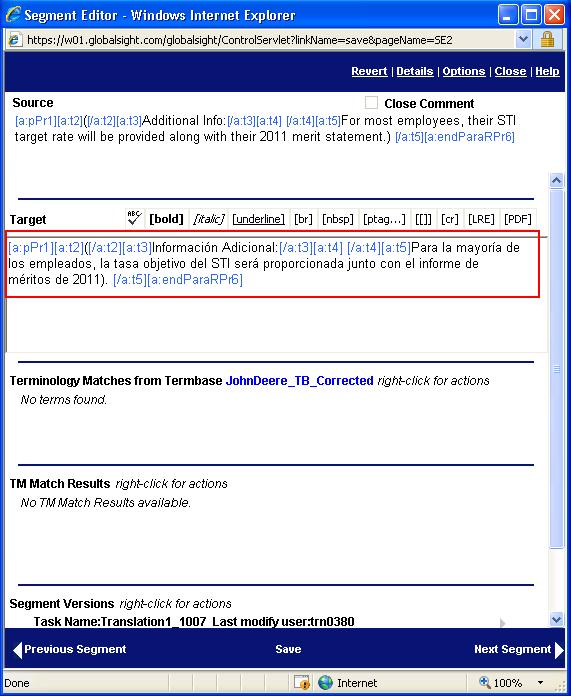 Segment Editor - Windows Internet Explorer
https://w01.globalsight.com/globalsight/ControlServlet?linkName=save&pageName=SE2
Revert | Details | Options | Close | Help
Source
Close Comment
[a:pPr1][a:t2]([/a:t2][a:t3]Additional Info:[/a:t3][a:t4] [/a:t4][a:t5]For most employees, their STI
target rate will be provided along with their 2011 merit statement.) [/a:t5][a:endParaRPr6]
Target ABC [bold] [italic] [underline] [br] [nbsp] [ptag...] [[]] [cr] [LRE] [PDF]
[a:pPr1][a:t2]([/a:t2][a:t3]Información Adicional:[/a:t3][a:t4] [/a:t4][a:t5]Para la mayoría de
los empleados, la tasa objetivo del STI será proporcionada junto con el informe de
méritos de 2011). [/a:t5][a:endParaRPr6]
Terminology Matches from Termbase JohnDeere_TB_Corrected right-click for actions
No terms found.
TM Match Results right-click for actions
No TM Match Results available.
Segment Versions right-click for actions
Task Name:Translation1_1007 Last modify user:trn0380
Previous Segment Save Next Segment
Done Internet 100%